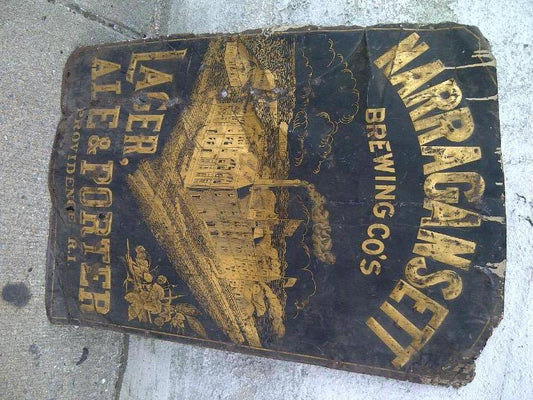 NARRAGANSETT
BREWING CO'S
LAGER,
ALE & PORTER
PROVIDENCE R.I.